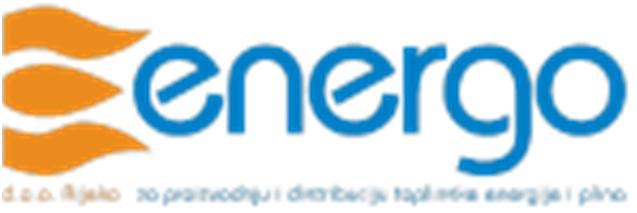 energo
d.o.o. Rijeka za proizvodnju i distribuciju toplinske energije i plina